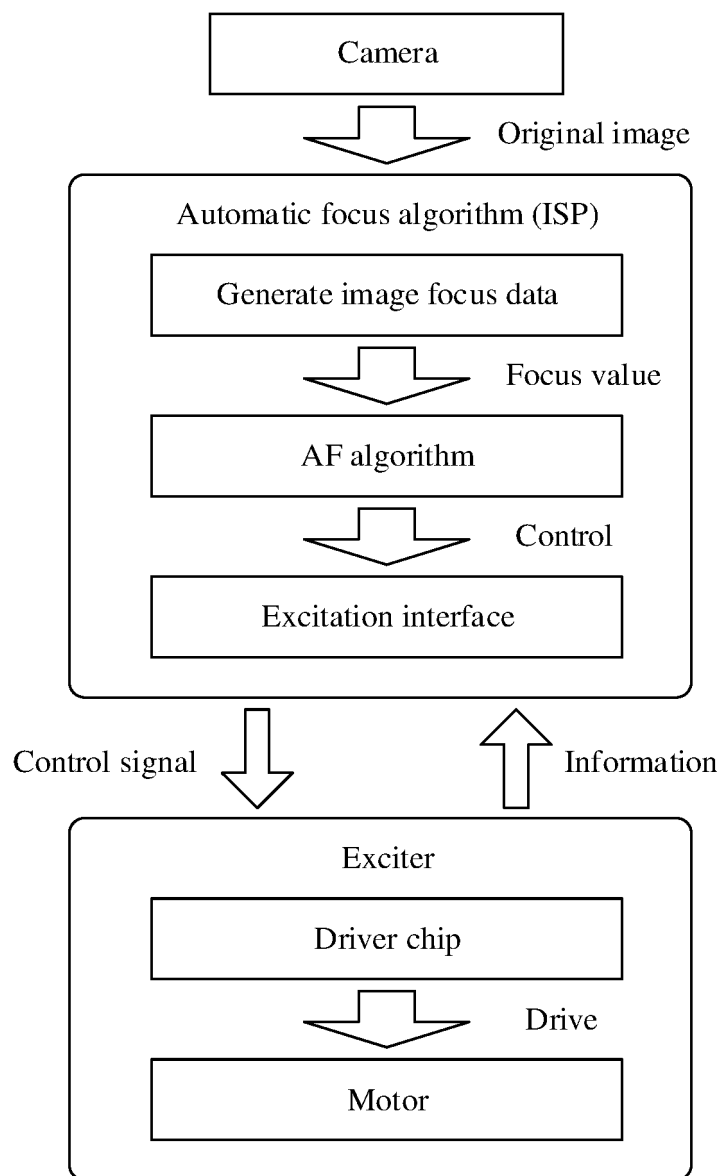 Camera
Original image
Automatic focus algorithm (ISP)
Generate image focus data
Focus value
AF algorithm
Control
Excitation interface
Control signal
Information
Exciter
Driver chip
Drive
Motor